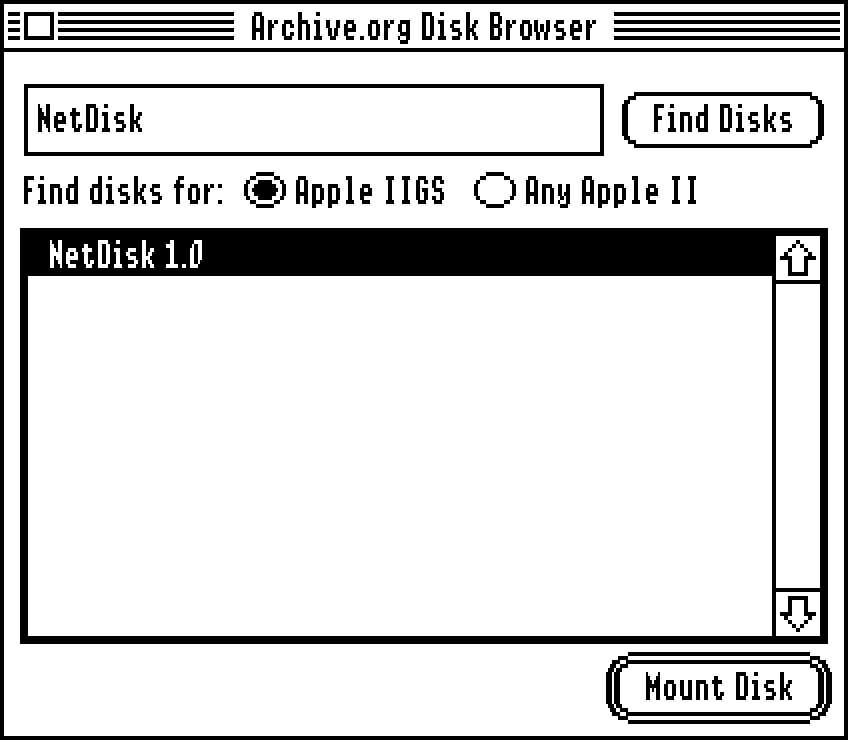 Archive.org Disk Browser
NetDisk
Find Disks
Find disks for: Apple IIGS Any Apple II
NetDisk 1.0
Mount Disk